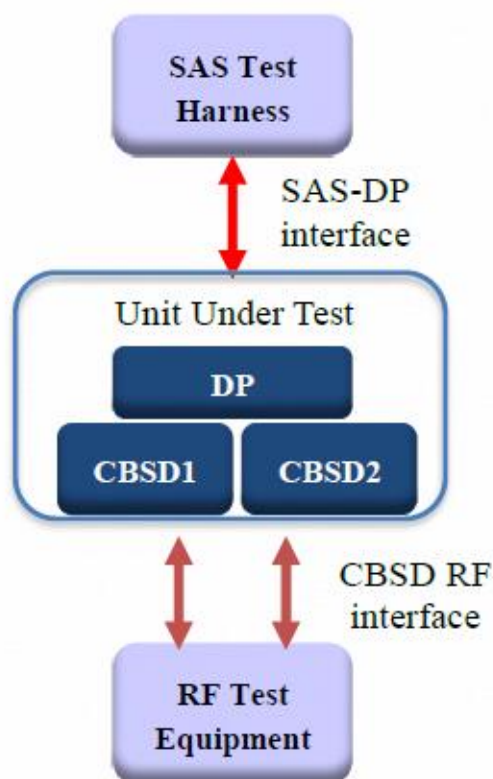 SAS Test
Harness
SAS-DP
interface
Unit Under Test
DP
CBSD1
CBSD2
CBSD RF
interface
RF Test
Equipment